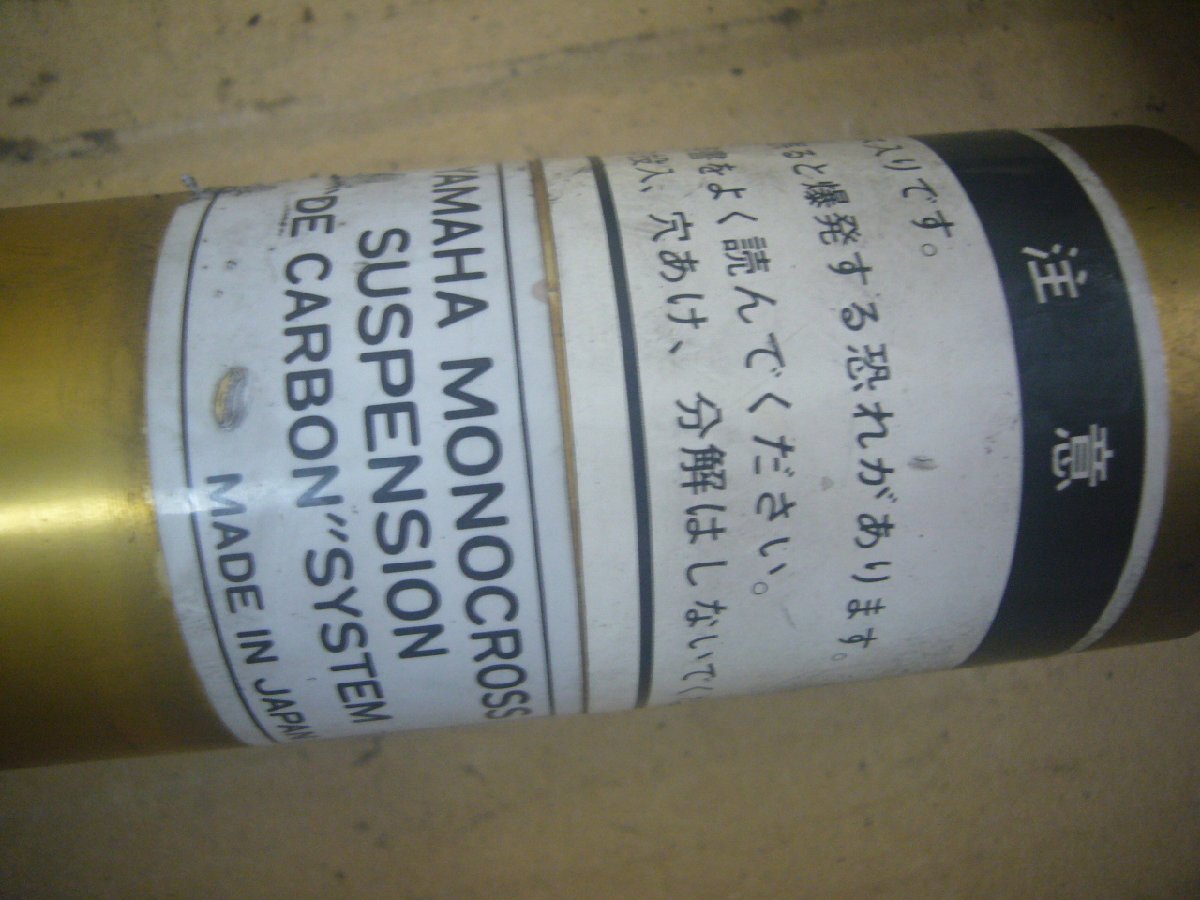 注意
入りです。
ると爆発する恐れがあります。
をよく読んでください。
投入、穴あけ、分解はしないでく
YAMAHA MONOCROSS
SUSPENSION
"DE CARBON"SYSTEM
MADE IN JAPAN